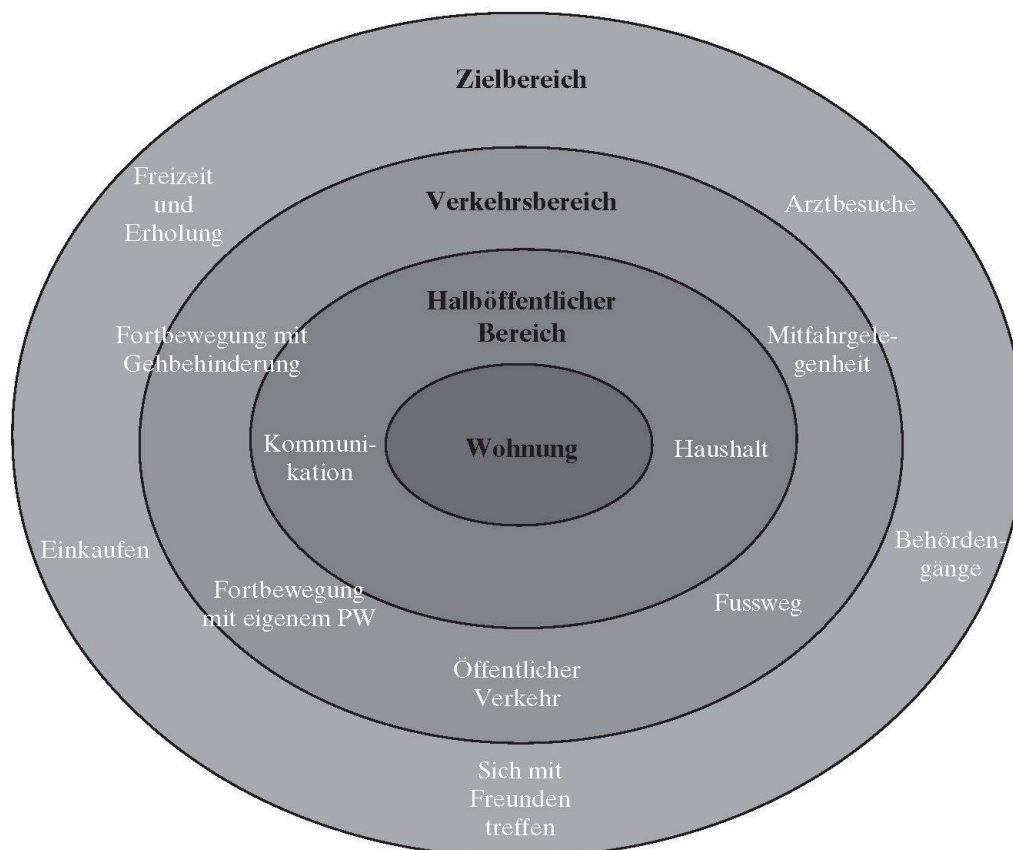 Zielbereich
Freizeit
und
Erholung
Arztbesuche
Verkehrsbereich
Halböffentlicher
Bereich
Fortbewegung mit
Gehbehinderung
Mitfahrgele-
genheit
Kommuni-
kation
Wohnung
Haushalt
Einkaufen
Behörden-
gänge
Fortbewegung
mit eigenem PW
Fussweg
Öffentlicher
Verkehr
Sich mit
Freunden
treffen